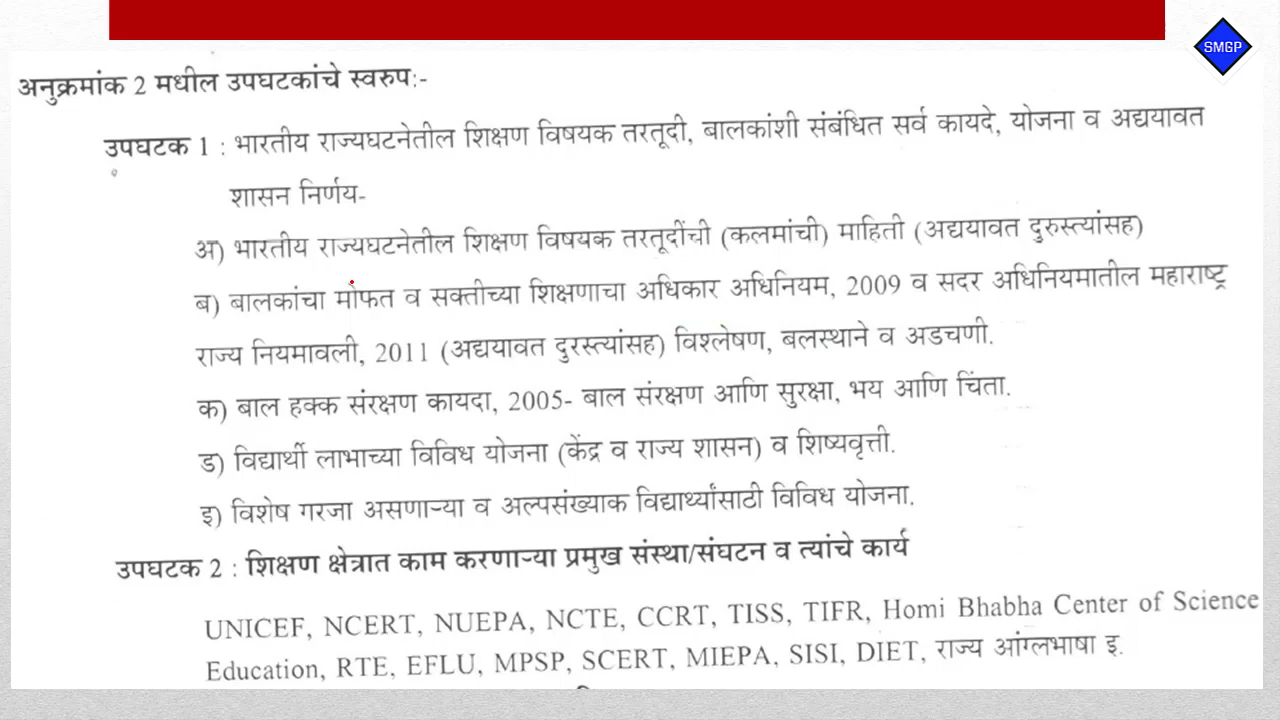 SMGP
अनुक्रमांक 2 मधील उपघटकांचे स्वरुप:-
उपघटक 1 : भारतीय राज्यघटनेतील शिक्षण विषयक तरतूदी, बालकांशी संबंधित सर्व कायदे, योजना व अद्ययावत
शासन निर्णय-
अ) भारतीय राज्यघटनेतील शिक्षण विषयक तरतूदींची (कलमांची) माहिती (अद्ययावत दुरुस्त्यांसह)
ब) बालकांचा मोफत व सक्तीच्या शिक्षणाचा अधिकार अधिनियम, 2009 व सदर अधिनियमातील महाराष्ट्र
राज्य नियमावली, 2011 (अद्ययावत दुरस्त्यांसह) विश्लेषण, बलस्थाने व अडचणी.
क) बाल हक्क संरक्षण कायदा, 2005- बाल संरक्षण आणि सुरक्षा, भय आणि चिंता.
ड) विद्यार्थी लाभाच्या विविध योजना (केंद्र व राज्य शासन) व शिष्यवृत्ती.
इ) विशेष गरजा असणाऱ्या व अल्पसंख्याक विद्यार्थ्यांसाठी विविध योजना.
उपघटक 2 : शिक्षण क्षेत्रात काम करणाऱ्या प्रमुख संस्था/संघटन व त्यांचे कार्य
UNICEF, NCERT, NUEPA, NCTE, CCRT, TISS, TIFR, Homi Bhabha Center of Science
Education, RTE, EFLU, MPSP, SCERT, MIEPA, SISI, DIET, राज्य आंग्लभाषा इ.